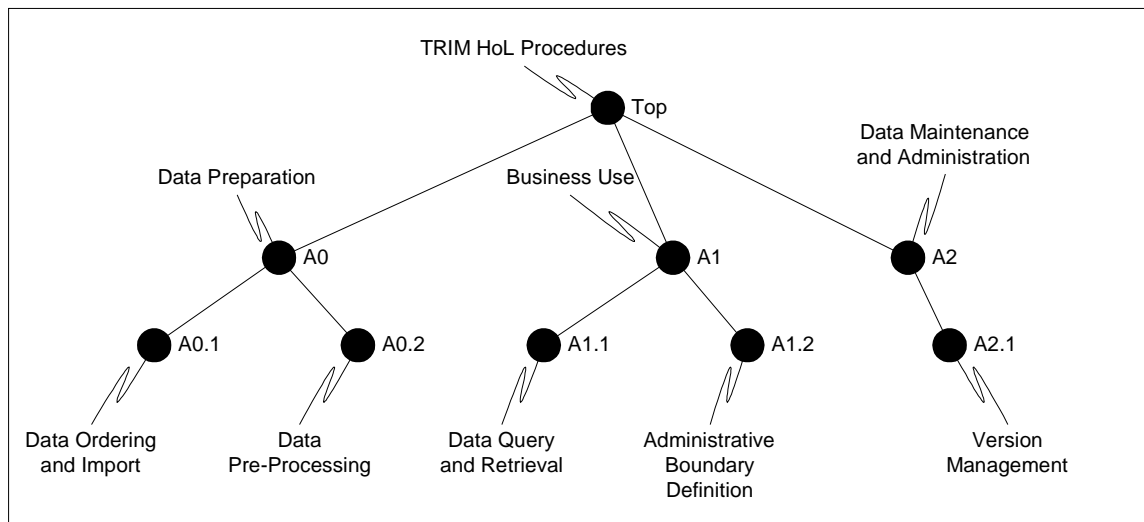 TRIM HoL Procedures
Top
Data Maintenance
and Administration
Data Preparation
Business Use
A0
A1
A2
A0.1
A0.2
A1.1
A1.2
A2.1
Data Ordering
and Import
Data
Pre-Processing
Data Query
and Retrieval
Administrative
Boundary
Definition
Version
Management